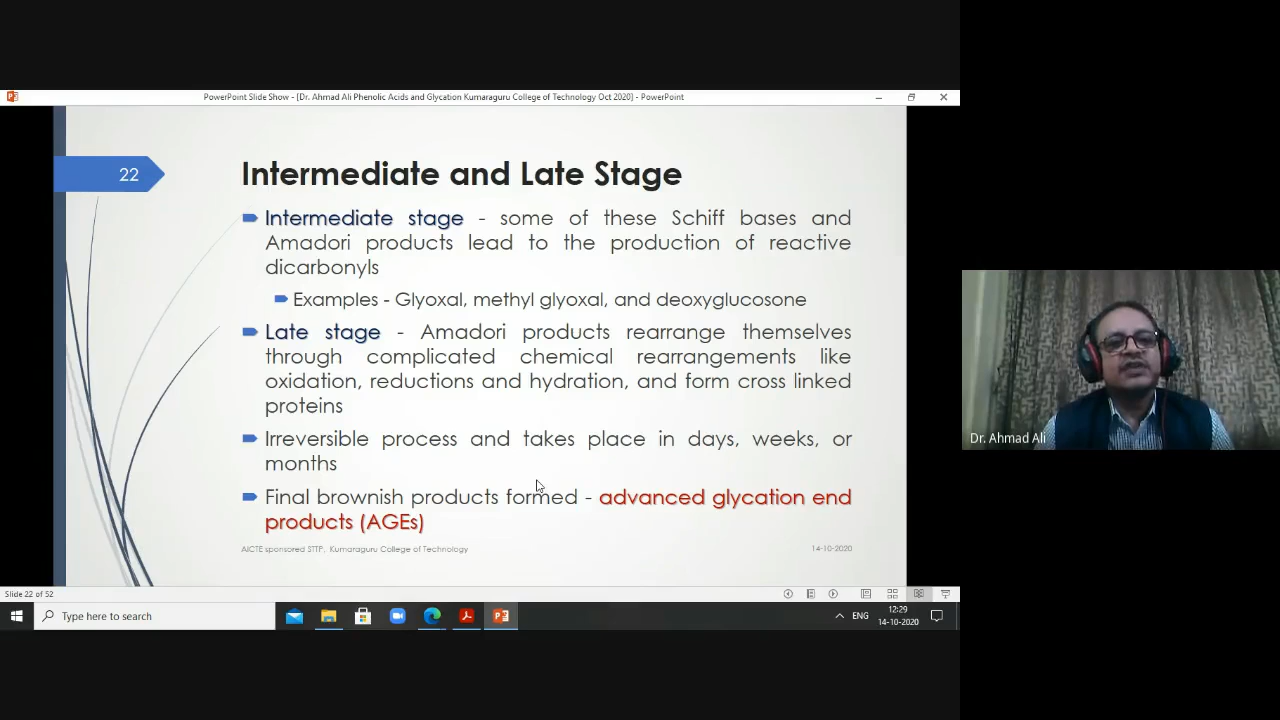 PowerPoint Slide Show - [Dr. Ahmad Ali Phenolic Acids and Glycation Kumaraguru College of Technology Oct 2020] - PowerPoint
22
Intermediate and Late Stage
Intermediate stage - some of these Schiff bases and
Amadori products lead to the production of reactive
dicarbonyls
Examples - Glyoxal, methyl glyoxal, and deoxyglucosone
Late stage - Amadori products rearrange themselves
through complicated chemical rearrangements like
oxidation, reductions and hydration, and form cross linked
proteins
Irreversible process and takes place in days, weeks, or
months
Final brownish products formed - advanced glycation end
products (AGEs)
AICTE sponsored STTP, Kumaraguru College of Technology
14-10-2020
Dr. Ahmad Ali
Slide 22 of 52
Type here to search
ENG
12:29
14-10-2020